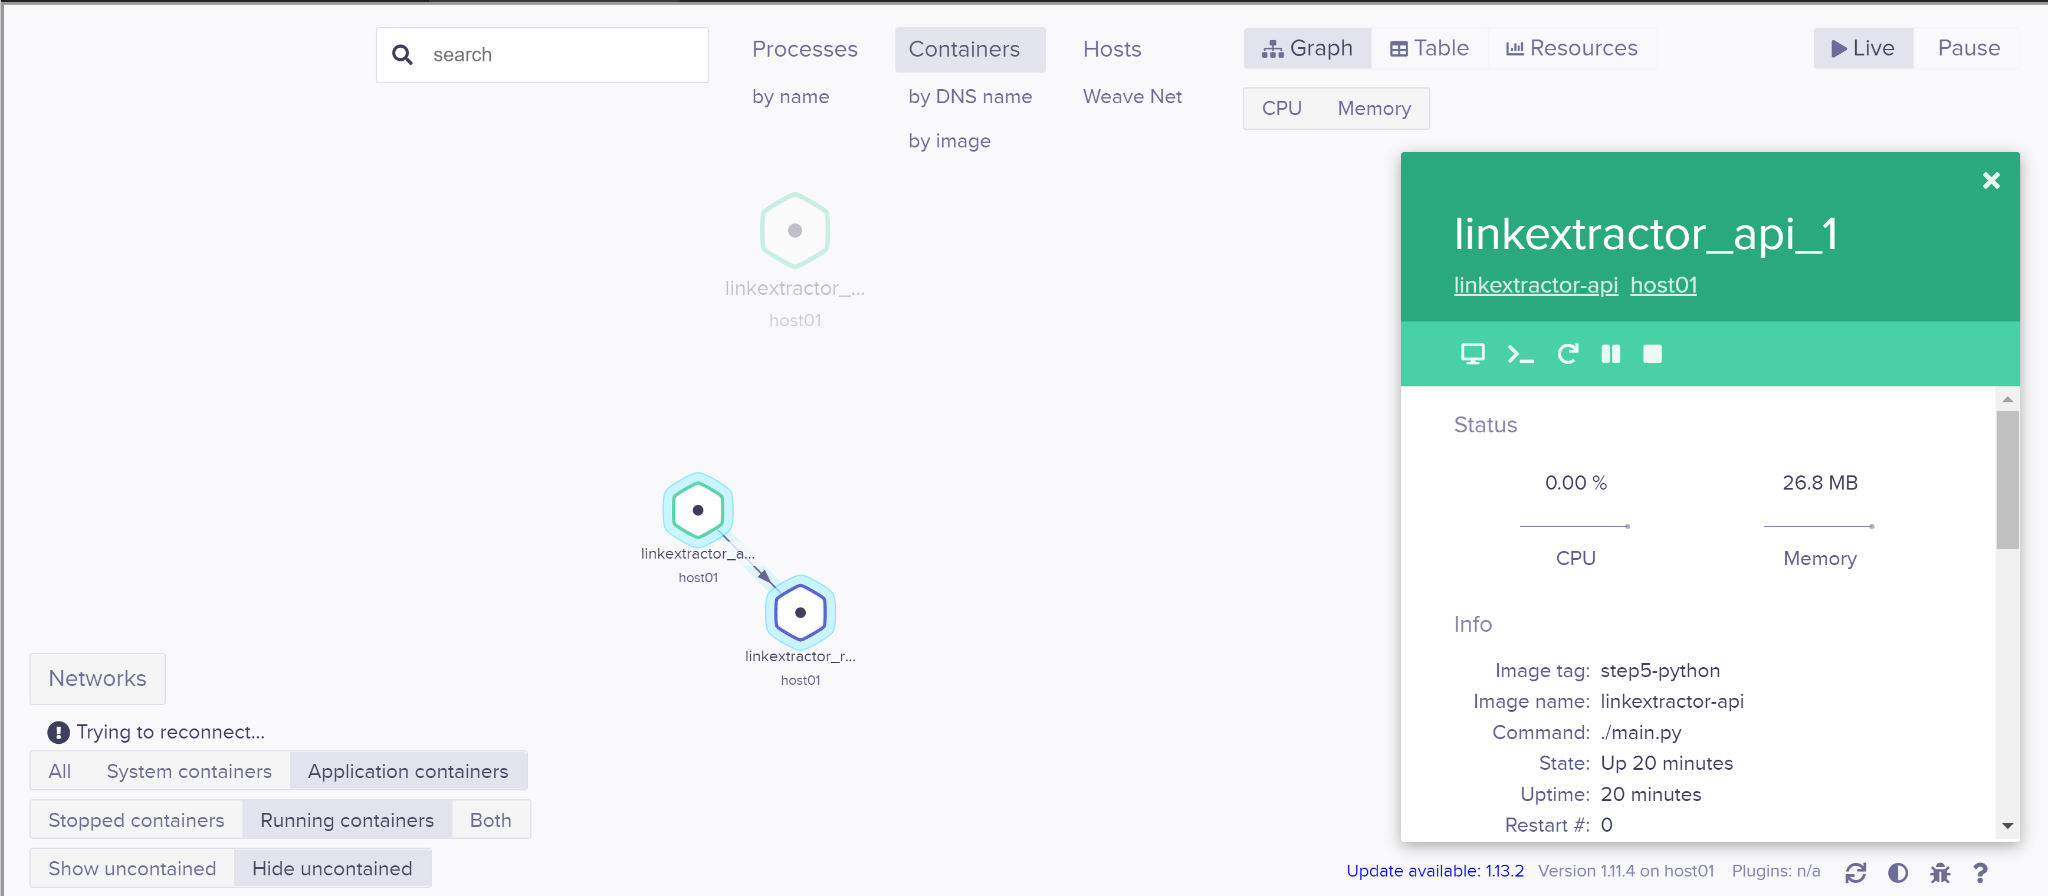 search
Processes
Containers
Hosts
Graph
Table
Resources
Live
Pause
by name
by DNS name
Weave Net
CPU
Memory
by image
linkextractor_...
host01
linkextractor_a...
host01
linkextractor_r...
host01
linkextractor_api_1
linkextractor-api host01
Status
0.00 %
26.8 MB
CPU
Memory
Info
Image tag: step5-python
Image name: linkextractor-api
Command: ./main.py
State: Up 20 minutes
Uptime: 20 minutes
Restart #: 0
Networks
Trying to reconnect...
All System containers Application containers
Stopped containers Running containers Both
Show uncontained Hide uncontained
Update available: 1.13.2 Version 1.11.4 on host01 Plugins: n/a